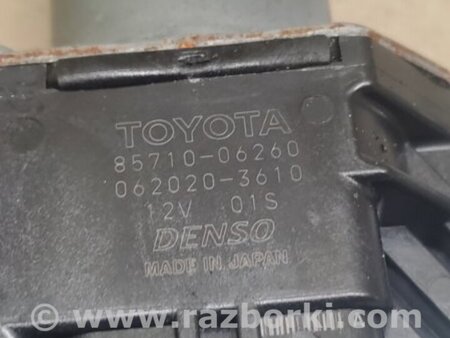 TOYOTA
85710-06260
062020-3610
12V 01S
DENSO
MADE IN JAPAN
© www.razborki.com